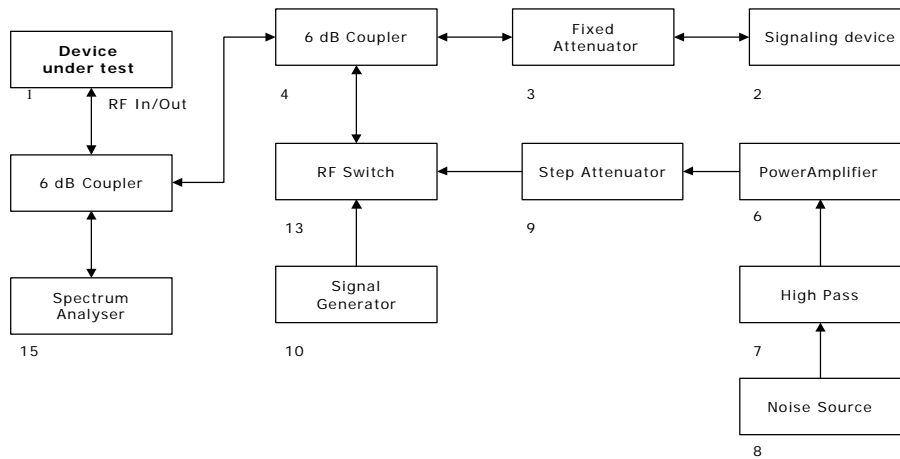 Device
under test
1
RF In/Out
6 dB Coupler
Spectrum
Analyser
15
6 dB Coupler
4
Fixed
Attenuator
3
Signaling device
2
RF Switch
13
Step Attenuator
9
PowerAmplifier
6
Signal
Generator
10
High Pass
7
Noise Source
8